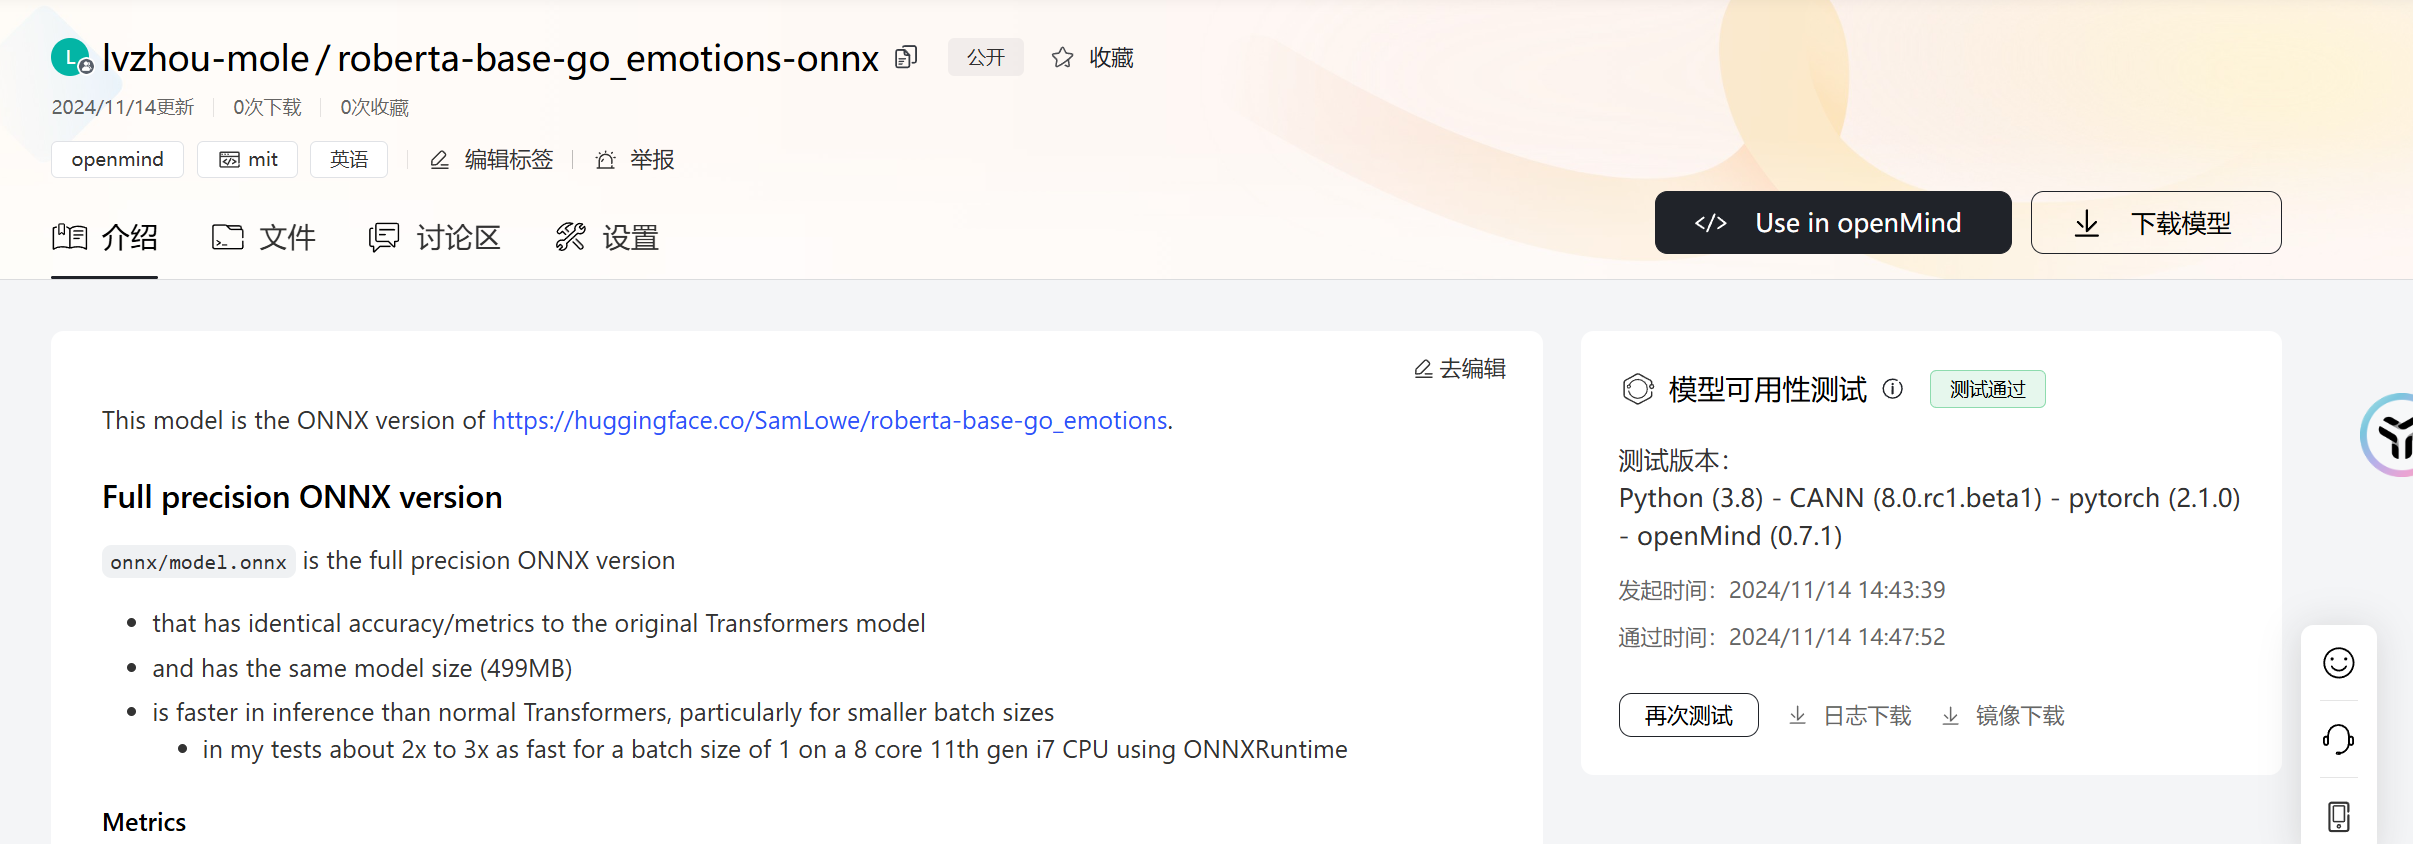 L lvzhou-mole / roberta-base-go_emotions-onnx 公开 收藏
2024/11/14更新 0次下载 0次收藏
openmind mit 英语 编辑标签 举报
介绍 文件 讨论区 设置
</> Use in openMind 下载模型
去编辑
This model is the ONNX version of https://huggingface.co/SamLowe/roberta-base-go_emotions.
Full precision ONNX version
onnx/model.onnx is the full precision ONNX version
• that has identical accuracy/metrics to the original Transformers model
• and has the same model size (499MB)
• is faster in inference than normal Transformers, particularly for smaller batch sizes
• in my tests about 2x to 3x as fast for a batch size of 1 on a 8 core 11th gen i7 CPU using ONNXRuntime
Metrics
模型可用性测试 测试通过
测试版本：
Python (3.8) - CANN (8.0.rc1.beta1) - pytorch (2.1.0)
- openMind (0.7.1)
发起时间：2024/11/14 14:43:39
通过时间：2024/11/14 14:47:52
再次测试 日志下载 镜像下载